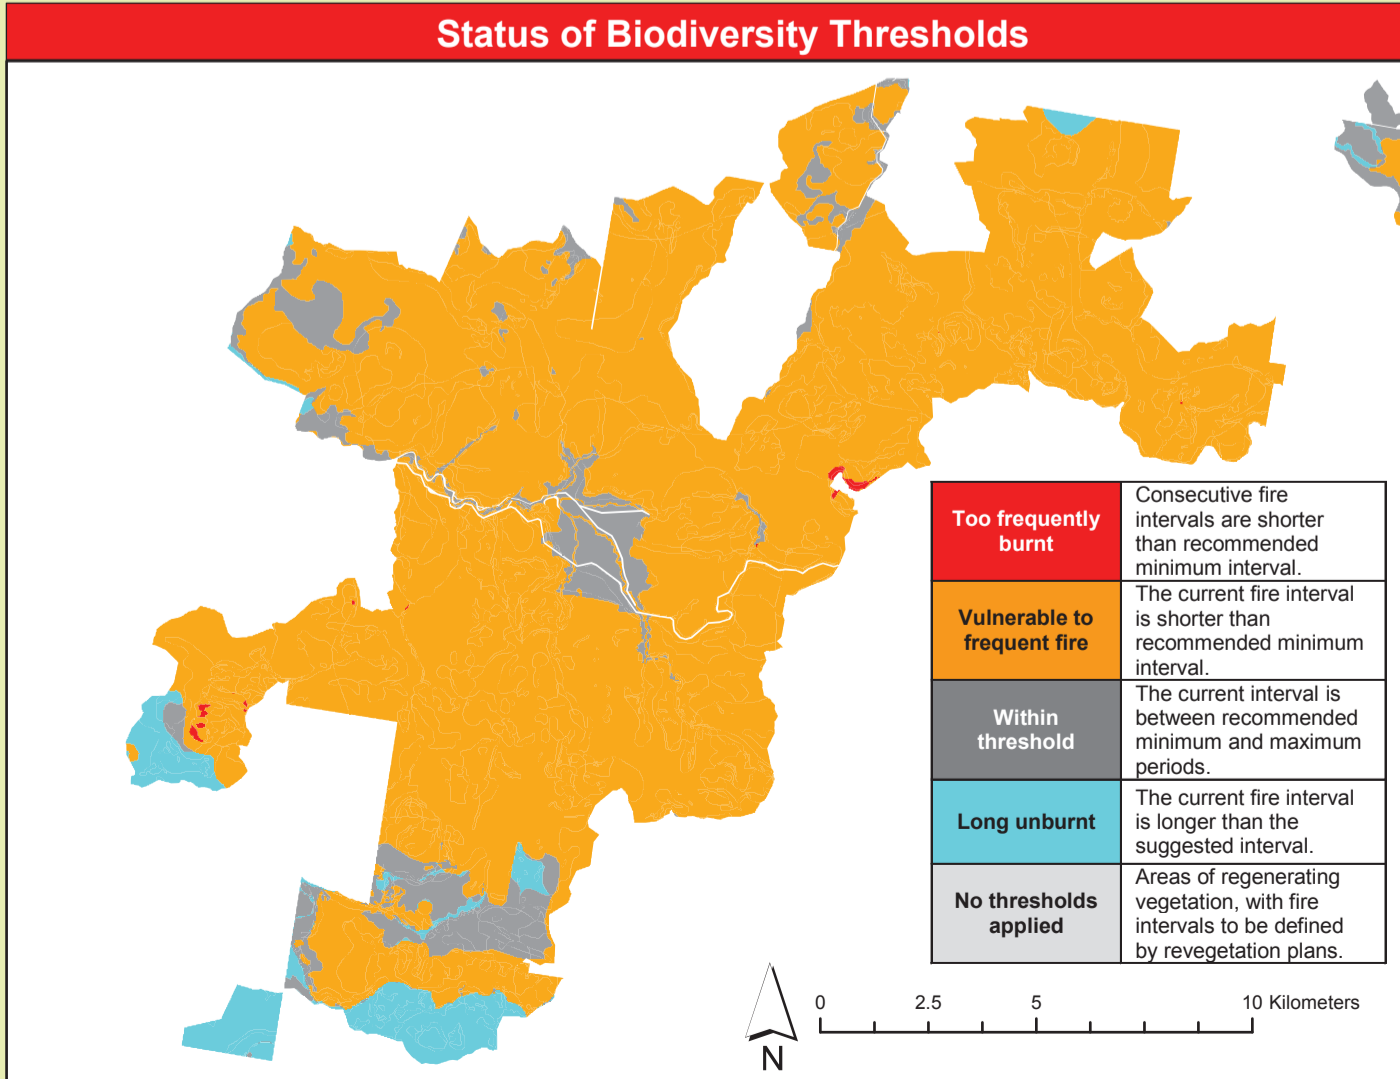 Status of Biodiversity Thresholds
Too frequently
burnt
Consecutive fire
intervals are shorter
than recommended
minimum interval.
Vulnerable to
frequent fire
The current fire interval
is shorter than
recommended minimum
interval.
Within
threshold
The current interval is
between recommended
minimum and maximum
periods.
Long unburnt
The current fire interval
is longer than the
suggested interval.
No thresholds
applied
Areas of regenerating
vegetation, with fire
intervals to be defined
by revegetation plans.
0 2.5 5 10 Kilometers
N